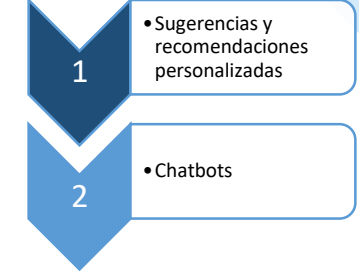 1
• Sugerencias y
recomendaciones
personalizadas
2
• Chatbots